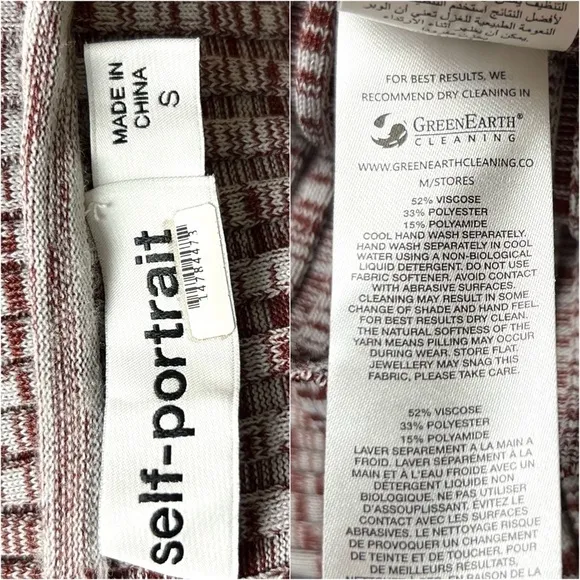 MADE IN
CHINA
S
self-portrait
14784273
FOR BEST RESULTS, WE
RECOMMEND DRY CLEANING IN
GREENEARTH®
CLEANING
WWW.GREENEARTHCLEANING.CO
M/STORES
52% VISCOSE
33% POLYESTER
15% POLYAMIDE
COOL HAND WASH SEPARATELY.
HAND WASH SEPARATELY IN COOL
WATER USING A NON-BIOLOGICAL
LIQUID DETERGENT. DO NOT USE
FABRIC SOFTENER. AVOID CONTACT
WITH ABRASIVE SURFACES.
CLEANING MAY RESULT IN SOME
CHANGE OF SHADE AND HAND FEEL.
FOR BEST RESULTS DRY CLEAN.
THE NATURAL SOFTNESS OF THE
YARN MEANS PILLING MAY OCCUR
DURING WEAR. STORE FLAT.
JEWELLERY MAY SNAG THIS
FABRIC, PLEASE TAKE CARE.
52% VISCOSE
33% POLYESTER
15% POLYAMIDE
LAVER SEPAREMENT A LA MAIN A
FROID. LAVER SÉPARÉMENT À LA
MAIN ET À L'EAU FROIDE AVEC UN
DÉTERGENT LIQUIDE NON
BIOLOGIQUE. NE PAS UTILISER
D'ASSOUPLISSANT. ÉVITEZ LE
CONTACT AVEC LES SURFACES
ABRASIVES. LE NETTOYAGE RISQUE
DE PROVOQUER UN CHANGEMENT
DE TEINTE ET DE TOUCHER. POUR
DE MEILLEURS RÉSULTATS,
NETTOYAGE